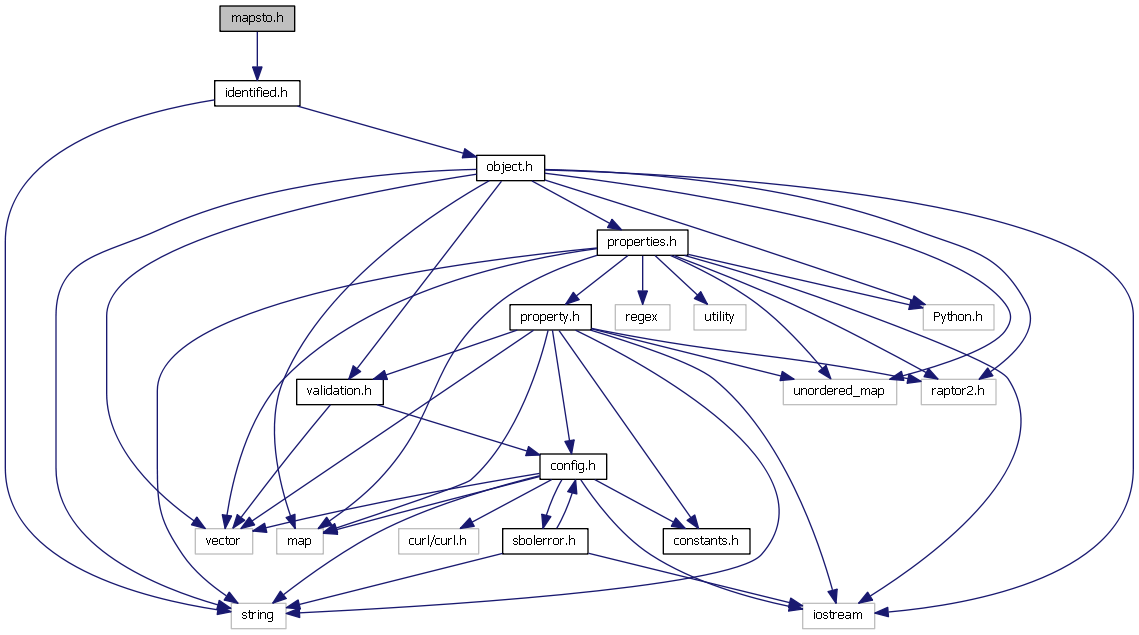 mapsto.h
identified.h
object.h
properties.h
property.h
regex
utility
Python.h
validation.h
unordered_map
raptor2.h
config.h
vector
map
curl/curl.h
sbolerror.h
constants.h
string
iostream